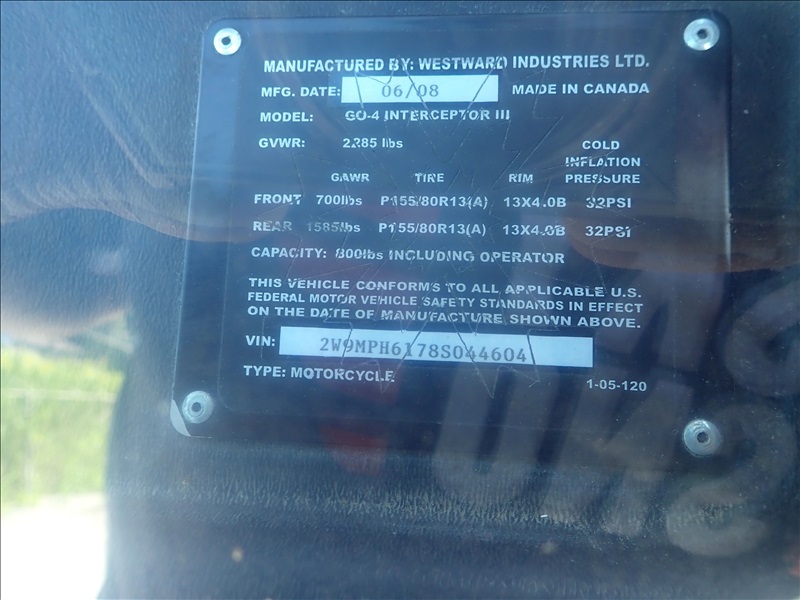 MANUFACTURED BY: WESTWARD INDUSTRIES LTD.
MFG. DATE: 06/08 MADE IN CANADA
MODEL: GO-4 INTERCEPTOR III
GVWR: 2285 lbs COLD
INFLATION
GAWR TIRE RIM PRESSURE
FRONT 700lbs P155/80R13(A) 13X4.0B 32PSI
REAR 1585lbs P155/80R13(A) 13X4.0B 32PSI
CAPACITY: 800lbs INCLUDING OPERATOR
THIS VEHICLE CONFORMS TO ALL APPLICABLE U.S.
FEDERAL MOTOR VEHICLE SAFETY STANDARDS IN EFFECT
ON THE DATE OF MANUFACTURE SHOWN ABOVE.
VIN: 2W9MPH6178S044604
TYPE: MOTORCYCLE 1-05-120